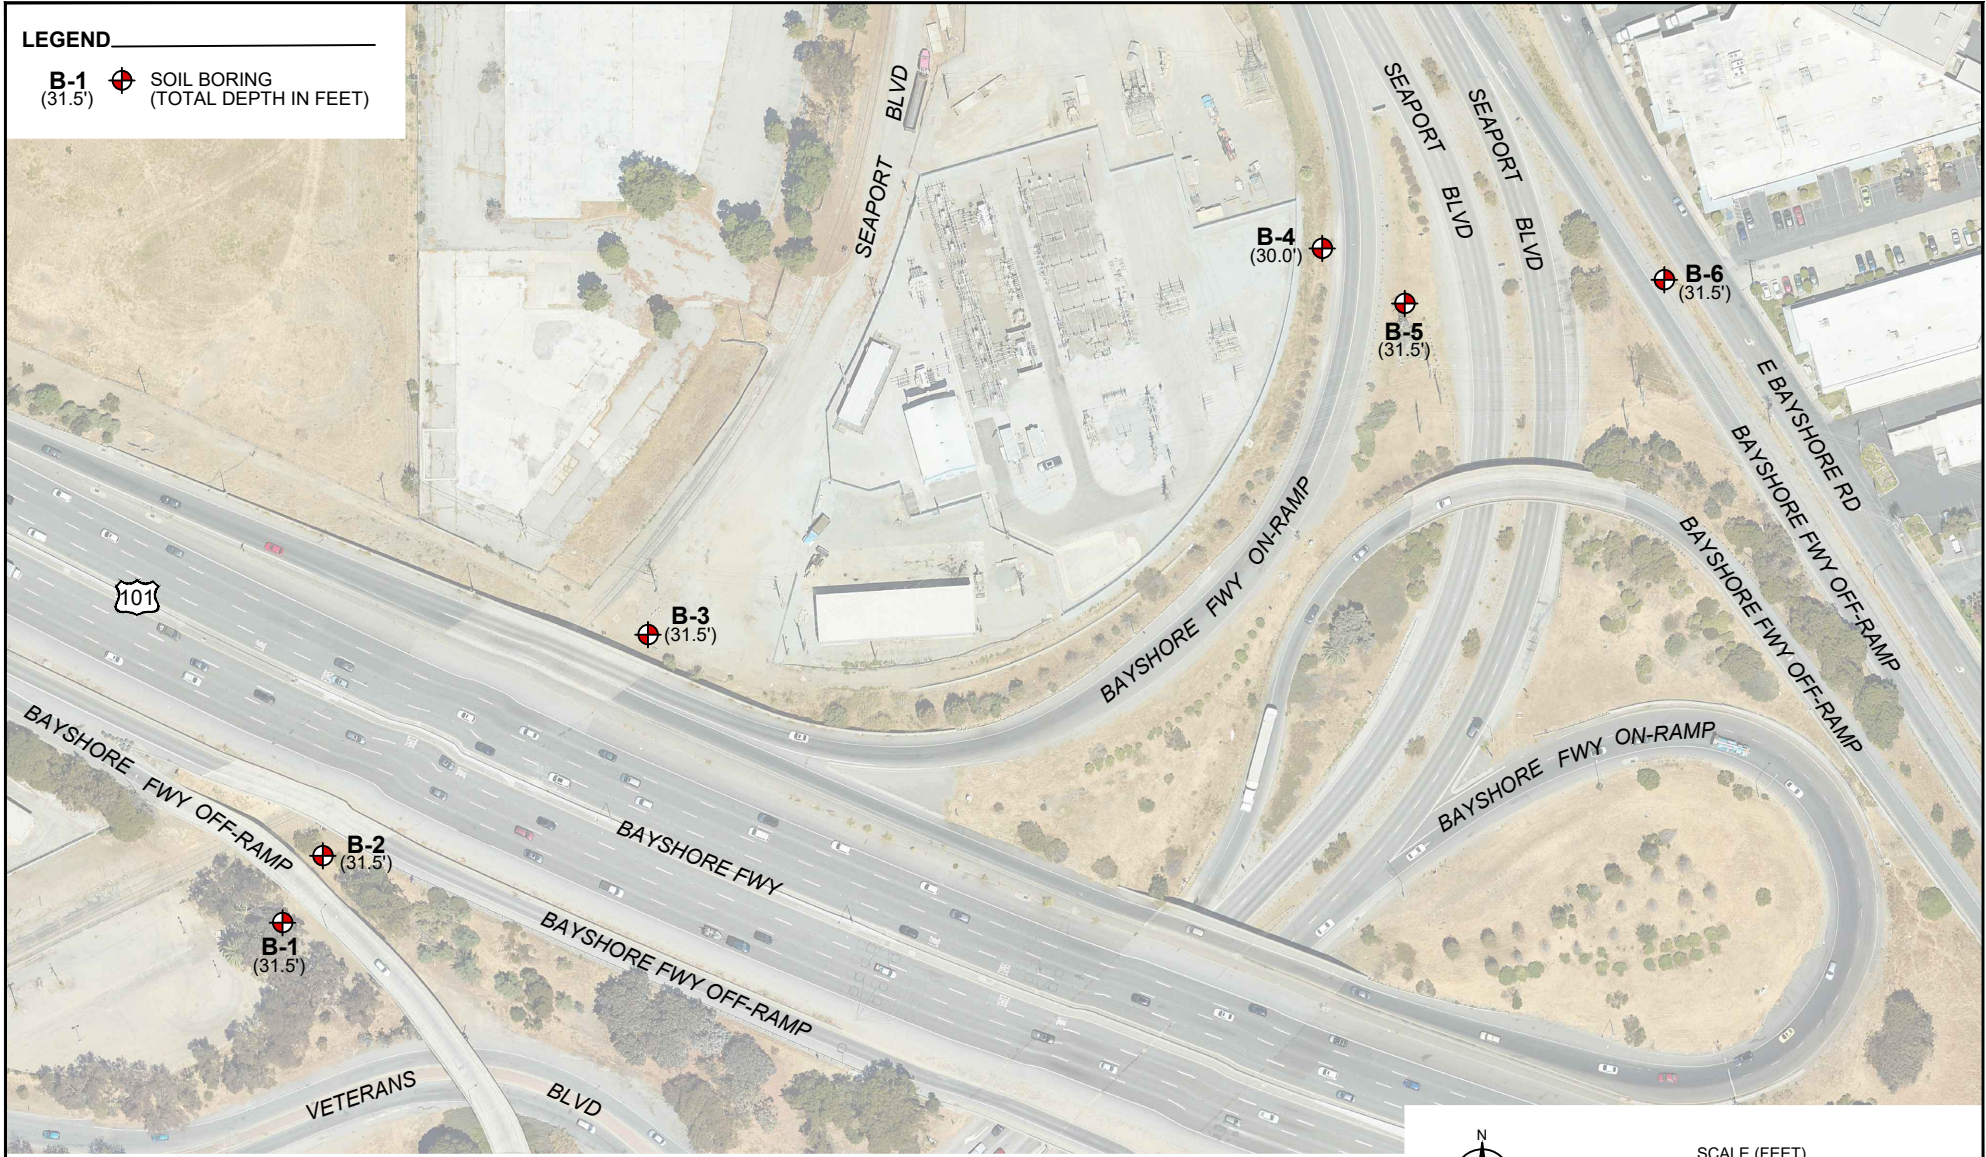 LEGEND
B-1
(31.5')
SOIL BORING
(TOTAL DEPTH IN FEET)
SEAPORT BLVD
SEAPORT BLVD
SEAPORT BLVD
B-4
(30.0')
B-5
(31.5')
B-6
(31.5')
E BAYSHORE RD
BAYSHORE FWY OFF-RAMP
BAYSHORE FWY OFF-RAMP
BAYSHORE FWY ON-RAMP
101
B-3
(31.5')
BAYSHORE FWY ON-RAMP
BAYSHORE FWY OFF-RAMP
B-2
(31.5')
BAYSHORE FWY
B-1
(31.5')
BAYSHORE FWY OFF-RAMP
VETERANS BLVD
N
SCALE (FEET)